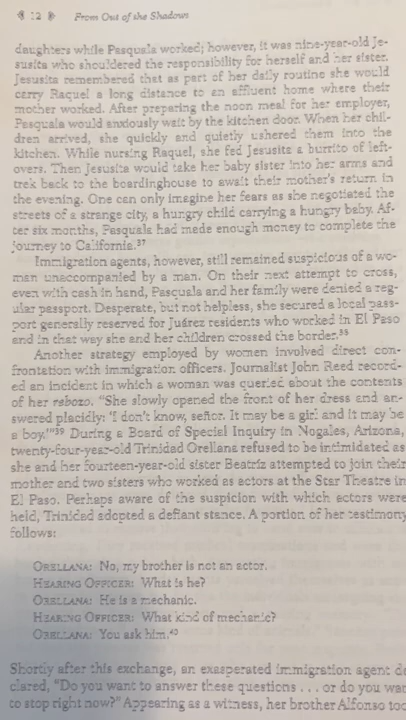 12 From Out of the Shadows
daughters while Pasquala worked; however, it was nine-year-old Je-
susita who shouldered the responsibility for herself and her sister.
Jesusita remembered that as part of her daily routine she would
carry Raquel a long distance to an affluent home where their
mother worked. After preparing the noon meal for her employer,
Pasquala would anxiously wait by the kitchen door. When her chil-
dren arrived, she quickly and quietly ushered them into the
kitchen. While nursing Raquel, she fed Jesusita a burrito of left-
overs. Then Jesusita would take her baby sister into her arms and
trek back to the boardinghouse to await their mother's return in
the evening. One can only imagine her fears as she negotiated the
streets of a strange city, a hungry child carrying a hungry baby. Af-
ter six months, Pasquala had made enough money to complete the
journey to California.37
Immigration agents, however, still remained suspicious of a wo-
man unaccompanied by a man. On their next attempt to cross,
even with cash in hand, Pasquala and her family were denied a reg-
ular passport. Desperate, but not helpless, she secured a local pass-
port generally reserved for Juárez residents who worked in El Paso
and in that way she and her children crossed the border.38
Another strategy employed by women involved direct con-
frontation with immigration officers. Journalist John Reed record-
ed an incident in which a woman was queried about the contents
of her rebozo. "She slowly opened the front of her dress and an-
swered placidly: 'I don't know, señor. It may be a girl and it may be
a boy.'"39 During a Board of Special Inquiry in Nogales, Arizona,
twenty-four-year-old Trinidad Orellana refused to be intimidated as
she and her fourteen-year-old sister Beatríz attempted to join their
mother and two sisters who worked as actors at the Star Theatre in
El Paso. Perhaps aware of the suspicion with which actors were
held, Trinidad adopted a defiant stance. A portion of her testimony
follows:
ORELLANA: No, my brother is not an actor.
HEARING OFFICER: What is he?
ORELLANA: He is a mechanic.
HEARING OFFICER: What kind of mechanic?
ORELLANA: You ask him.40
Shortly after this exchange, an exasperated immigration agent de
clared, "Do you want to answer these questions . . . or do you wan
to stop right now?" Appearing as a witness, her brother Alfonso too